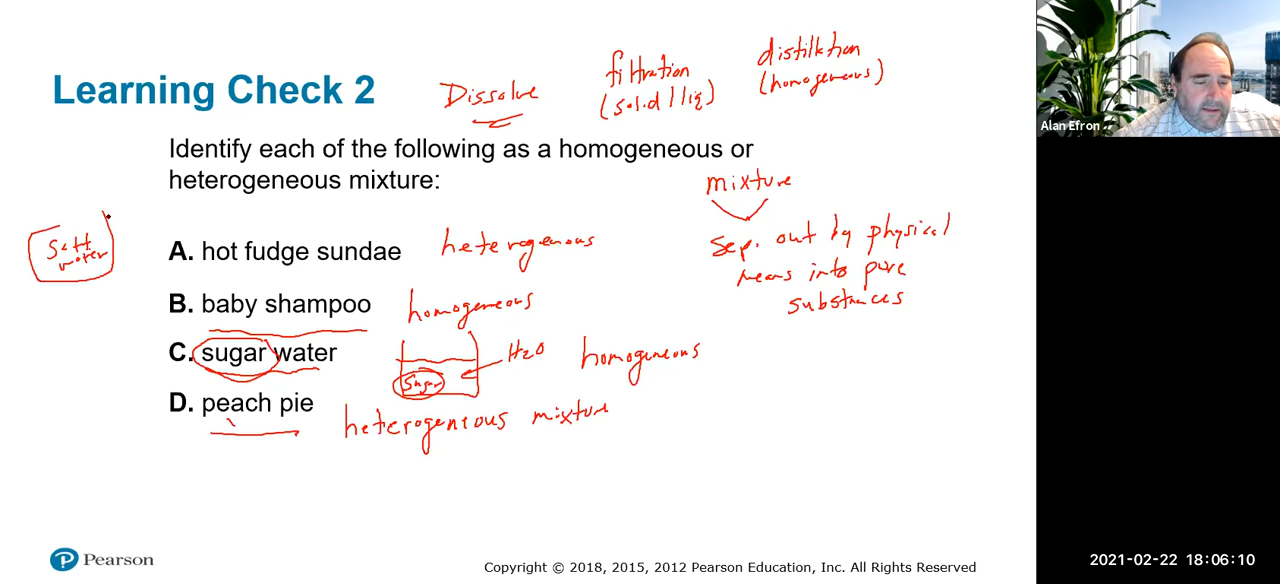 Dissolve
filtration
(solid / liq)
distilktion
(homogeneous)
Learning Check 2
Identify each of the following as a homogeneous or
heterogeneous mixture:
mixture
Sep. out by physical
means into pure
substances
Salt
water
A. hot fudge sundae heterogenous
B. baby shampoo homogeneous
C. sugar water
Sugar
H2O
homogeneous
D. peach pie heterogeneous mixture
Pearson
Copyright © 2018, 2015, 2012 Pearson Education, Inc. All Rights Reserved
Alan Efron
2021-02-22 18:06:10